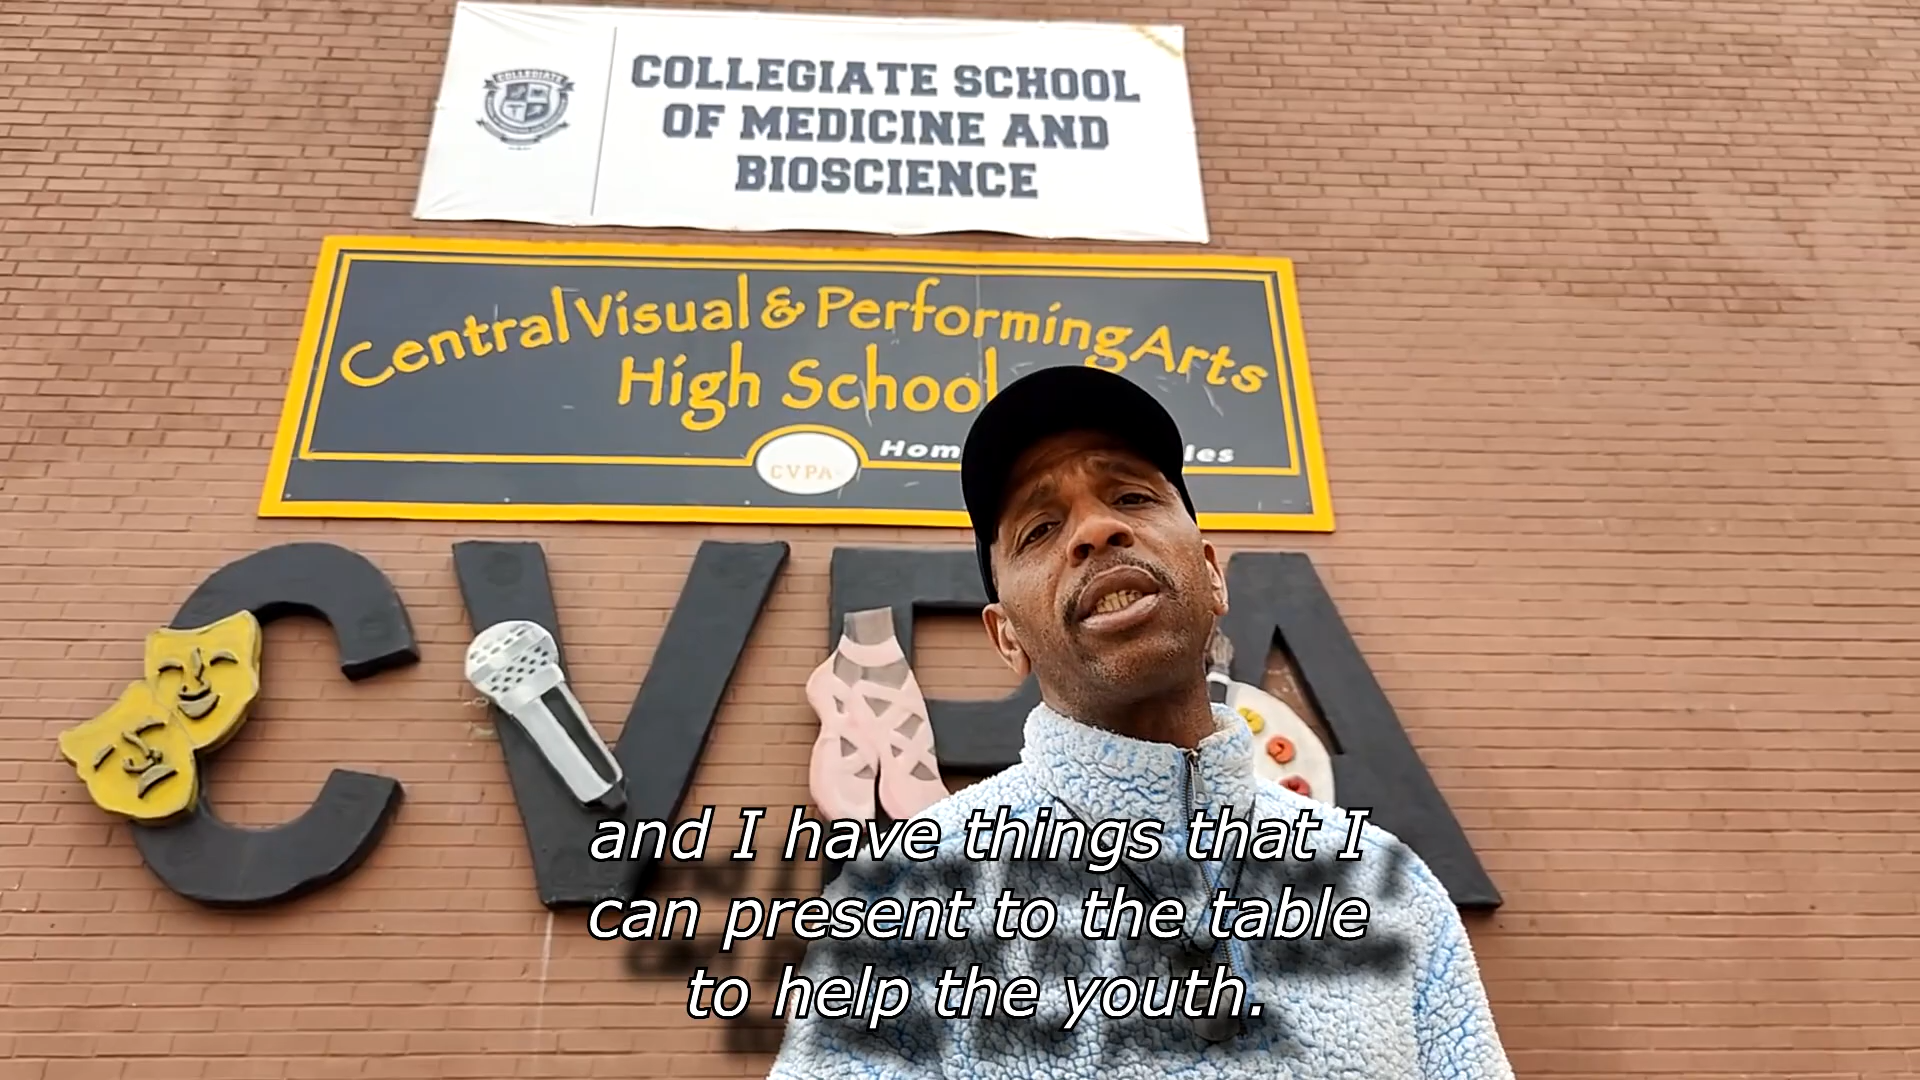 COLLEGIATE
COLLEGIATE SCHOOL
OF MEDICINE AND
BIOSCIENCE
Central Visual & Performing Arts
High School
CVPA
CVPA
and I have things that I
can present to the table
to help the youth.